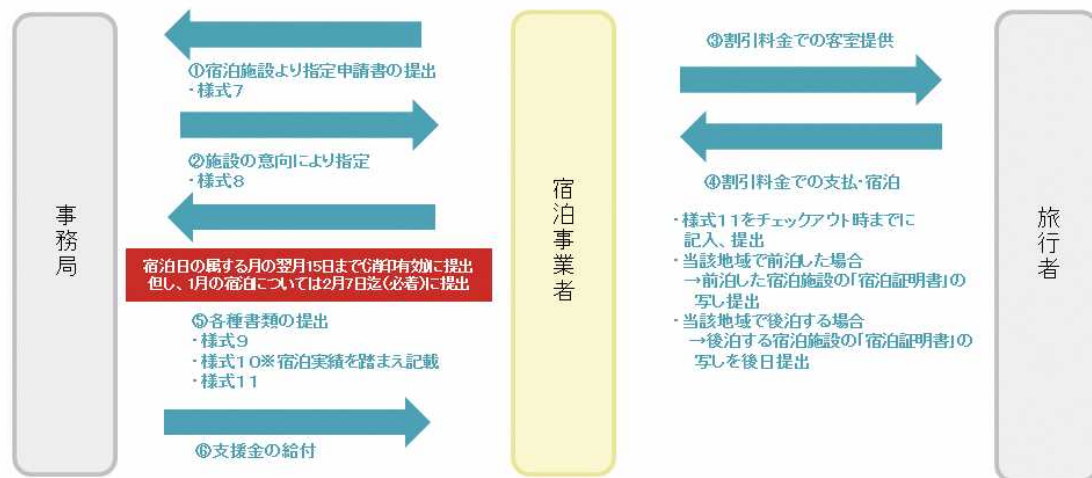 事務局
①宿泊施設より指定申請書の提出
・様式7
②施設の意向により指定
・様式8
宿泊日の属する月の翌月15日まで(消印有効)に提出
但し、1月の宿泊については2月7日迄(必着)に提出
⑤各種書類の提出
・様式9
・様式10※宿泊実績を踏まえ記載
・様式11
⑥支援金の給付
宿泊事業者
③割引料金での客室提供
④割引料金での支払・宿泊
・様式11をチェックアウト時までに
記入、提出
・当該地域で前泊した場合
→前泊した宿泊施設の「宿泊証明書」の
写し提出
・当該地域で後泊する場合
→後泊する宿泊施設の「宿泊証明書」の
写しを後日提出
旅行者